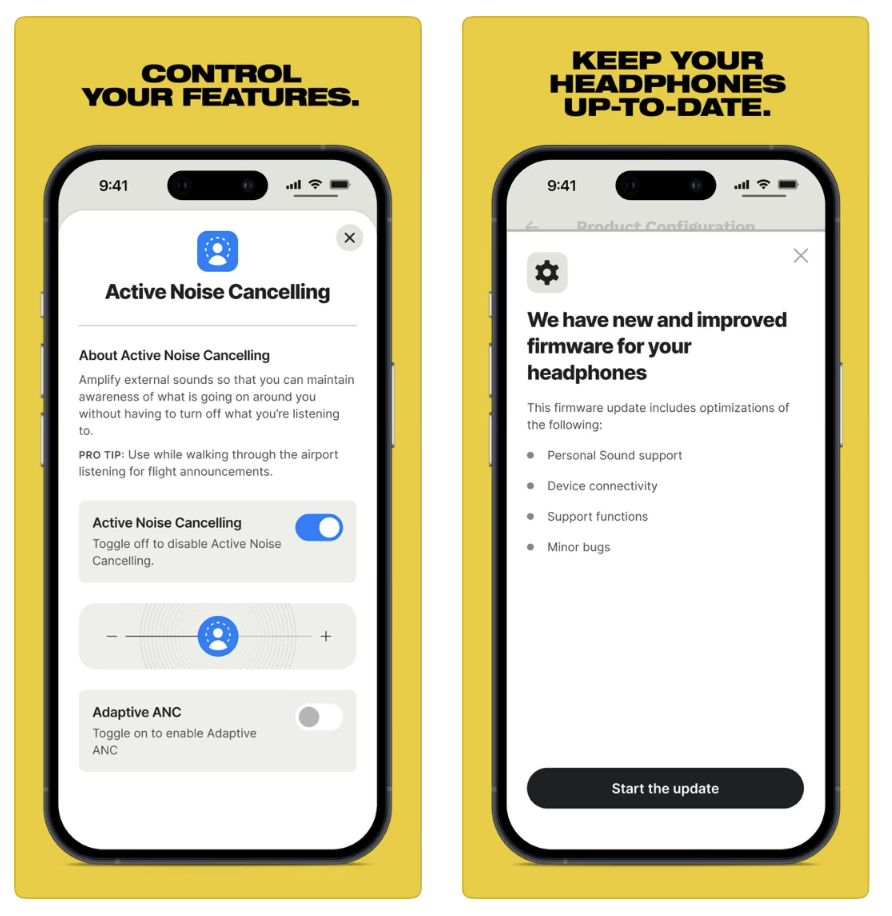 CONTROL
YOUR FEATURES.
9:41
Active Noise Cancelling
About Active Noise Cancelling
Amplify external sounds so that you can maintain
awareness of what is going on around you
without having to turn off what you’re listening
to.
PRO TIP: Use while walking through the airport
listening for flight announcements.
Active Noise Cancelling
Toggle off to disable Active Noise
Cancelling.
Adaptive ANC
Toggle on to enable Adaptive
ANC
KEEP YOUR
HEADPHONES
UP-TO-DATE.
9:41
Product Configuration
We have new and improved
firmware for your
headphones
This firmware update includes optimizations of
the following:
Personal Sound support
Device connectivity
Support functions
Minor bugs
Start the update